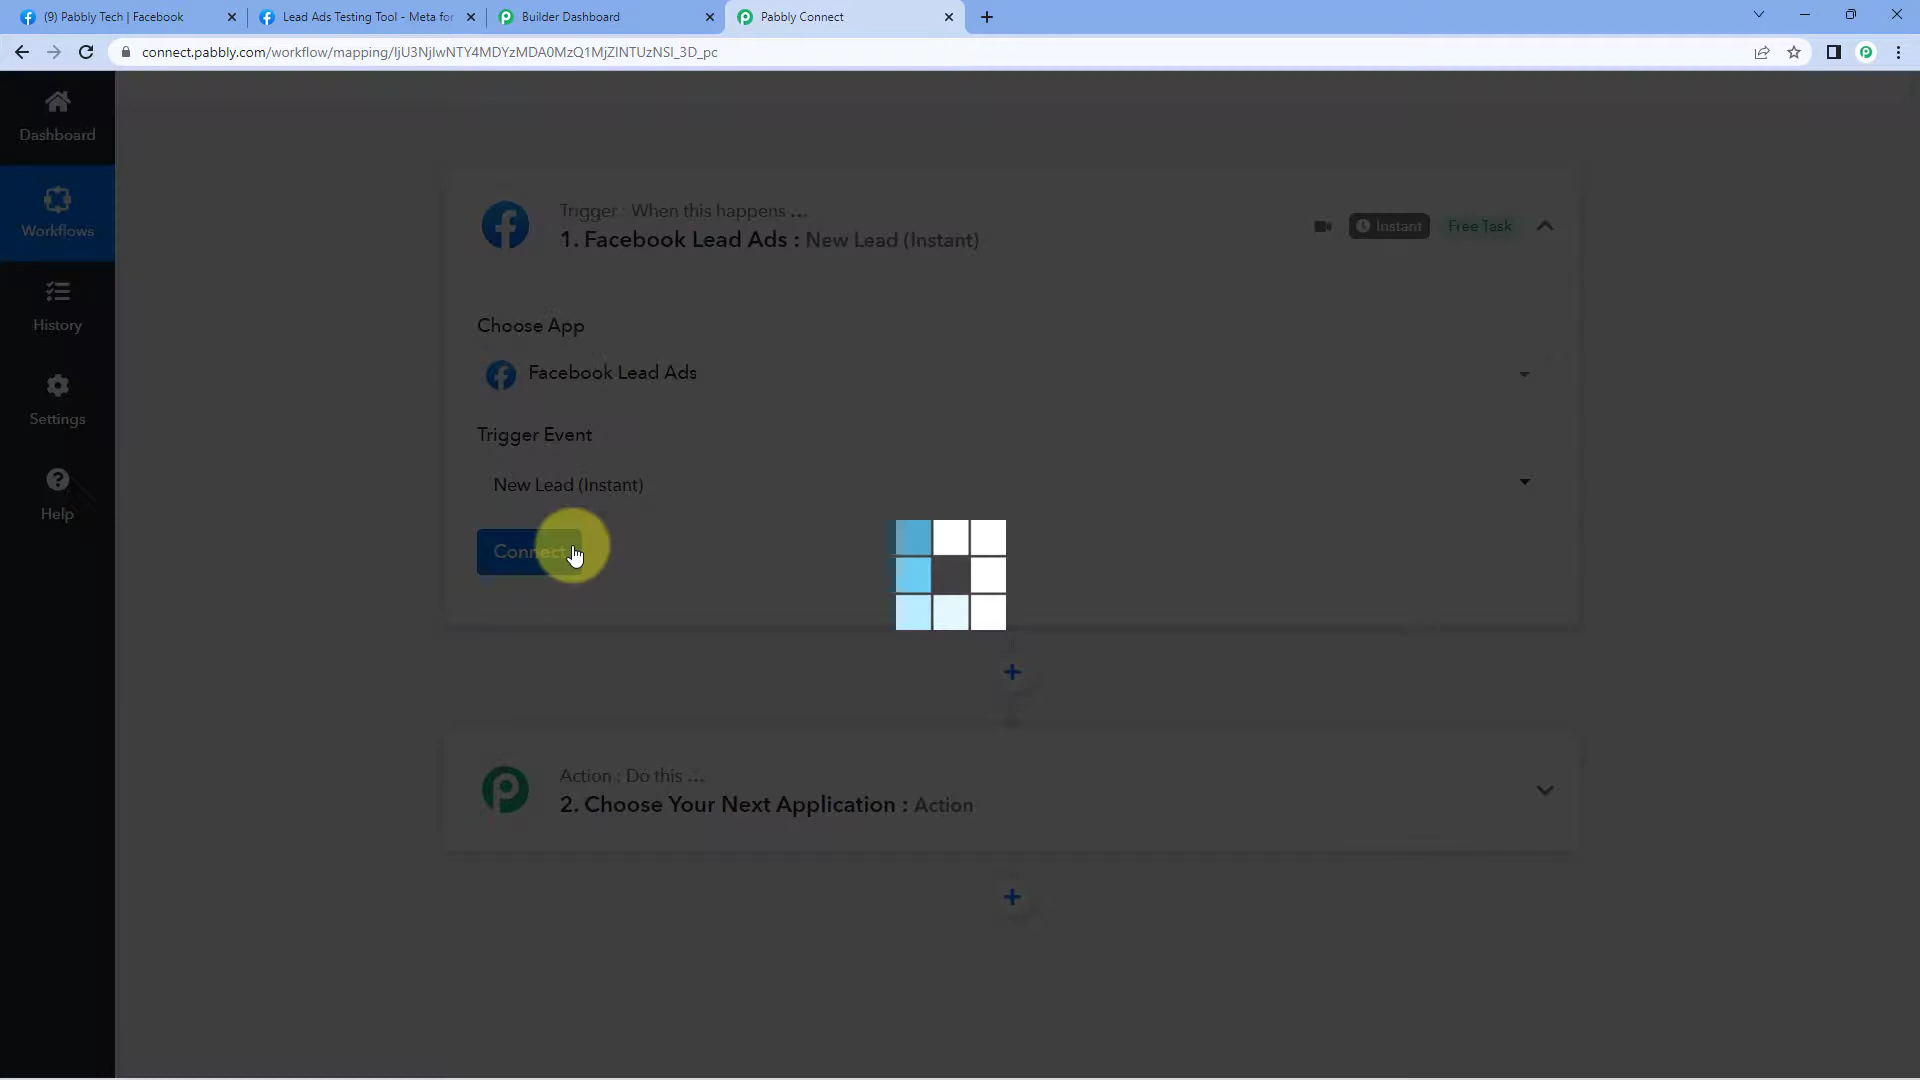 (9) Pabbly Tech | Facebook
Lead Ads Testing Tool - Meta for
Builder Dashboard
Pabbly Connect
connect.pabbly.com/workflow/mapping/IjU3NjIwNTY4MDYzMDA0MzQ1MjZlNTUzNSI_3D_pc
Dashboard
Workflows
History
Settings
Help
Trigger : When this happens ...
1. Facebook Lead Ads : New Lead (Instant)
Instant
Free Task
Choose App
Facebook Lead Ads
Trigger Event
New Lead (Instant)
Connect
Action : Do this ...
2. Choose Your Next Application : Action